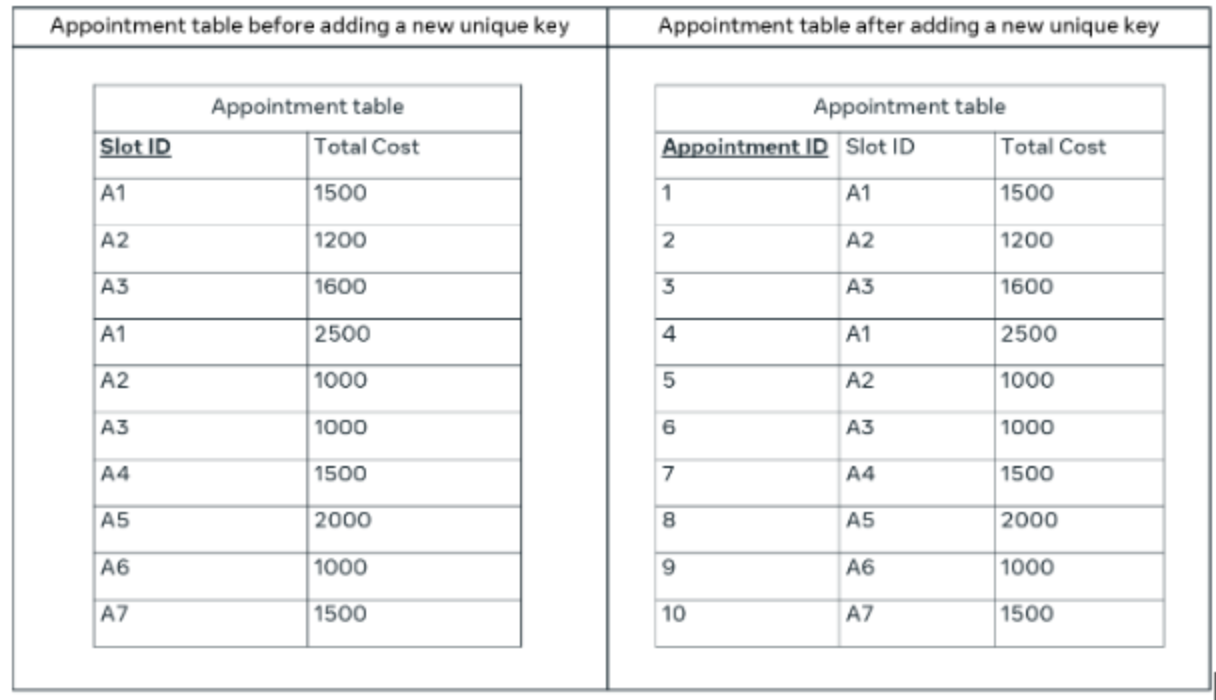 Appointment table before adding a new unique key
Appointment table
Slot ID Total Cost
A1 1500
A2 1200
A3 1600
A1 2500
A2 1000
A3 1000
A4 1500
A5 2000
A6 1000
A7 1500
Appointment table after adding a new unique key
Appointment table
Appointment ID Slot ID Total Cost
1 A1 1500
2 A2 1200
3 A3 1600
4 A1 2500
5 A2 1000
6 A3 1000
7 A4 1500
8 A5 2000
9 A6 1000
10 A7 1500